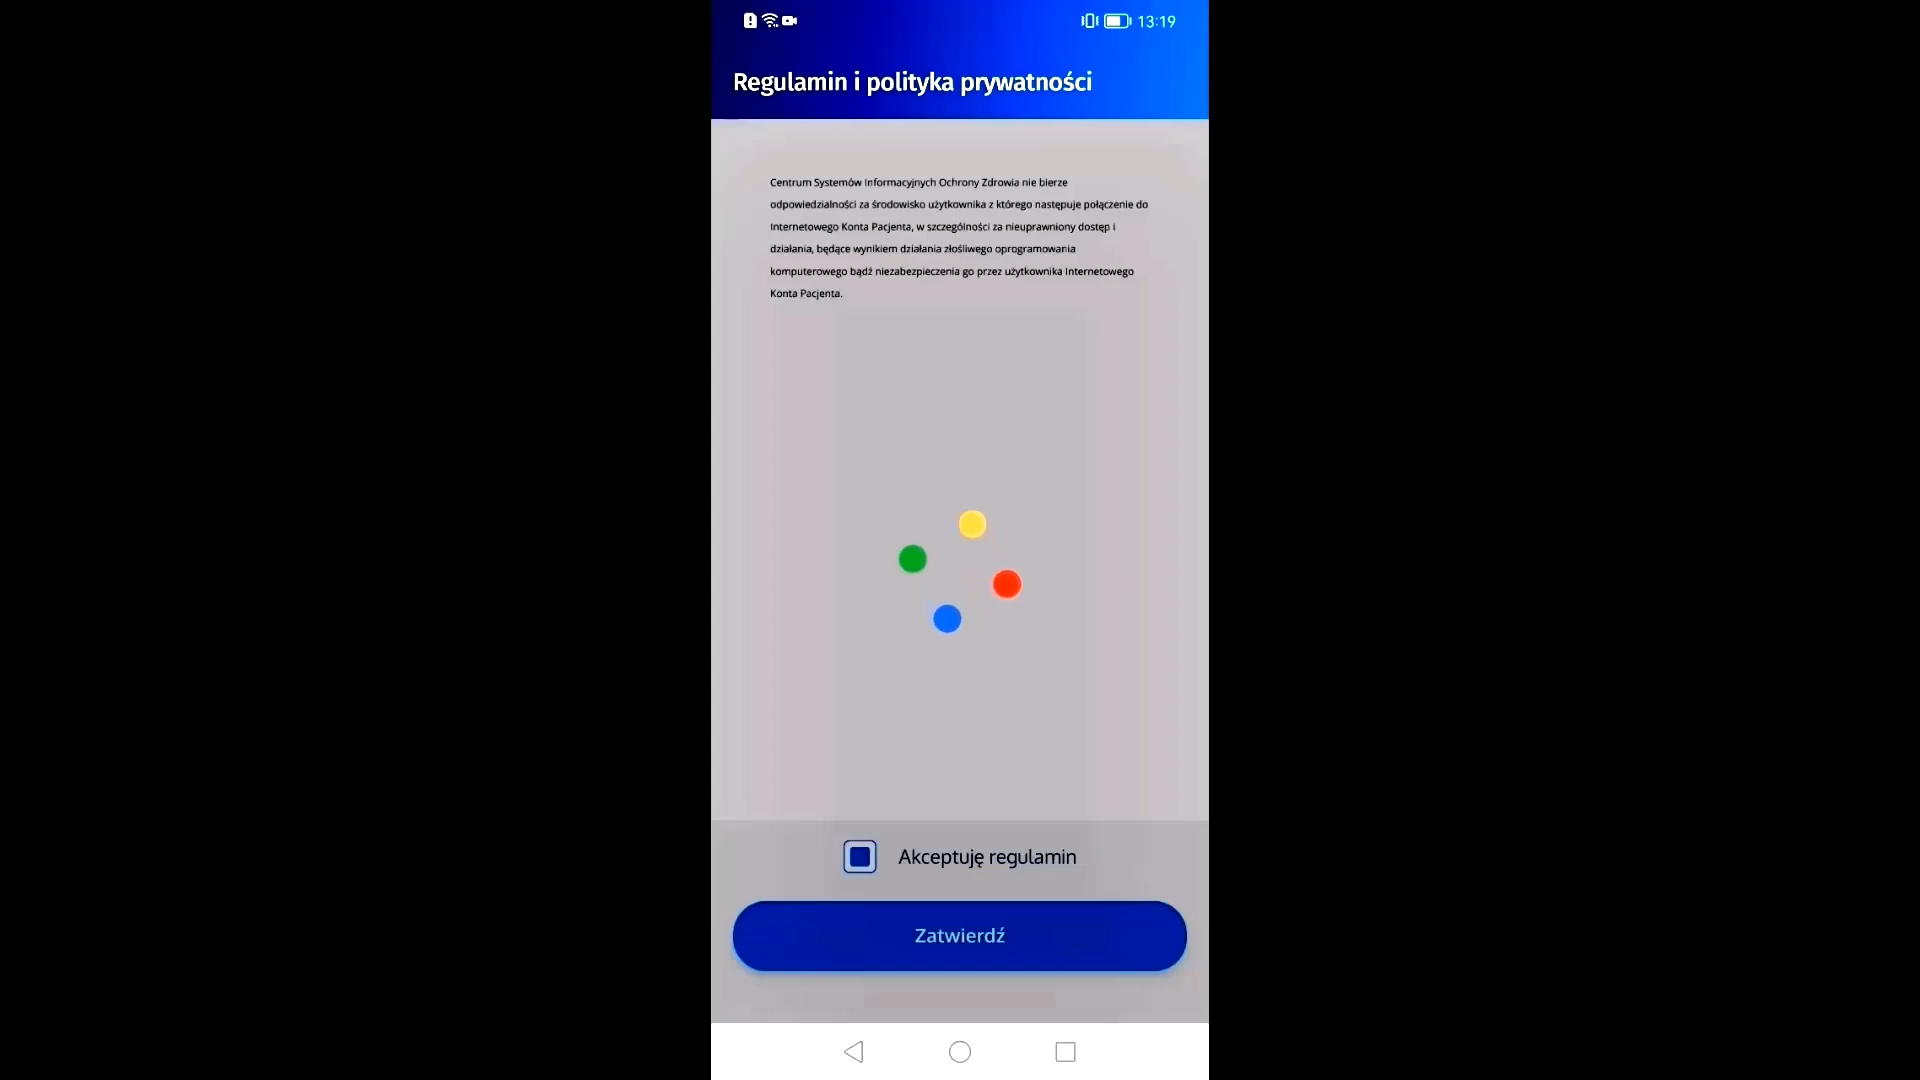 13:19
Regulamin i polityka prywatności
Centrum Systemów Informacyjnych Ochrony Zdrowia nie bierze
odpowiedzialności za środowisko użytkownika z którego następuje połączenie do
Internetowego Konta Pacjenta, w szczególności za nieuprawniony dostęp i
działania, będące wynikiem działania złośliwego oprogramowania
komputerowego bądź niezabezpieczenia go przez użytkownika Internetowego
Konta Pacjenta.
Akceptuję regulamin
Zatwierdź